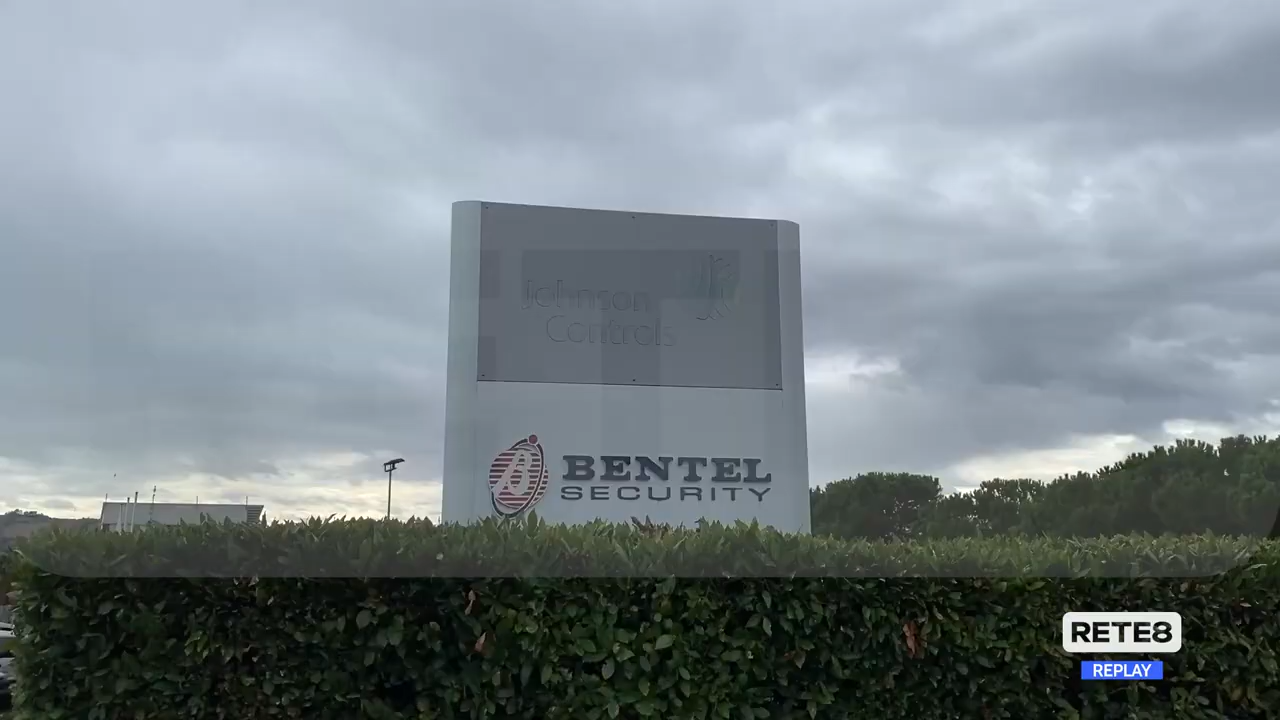 Johnson
Controls
BENTEL
SECURITY
RETE8
REPLAY